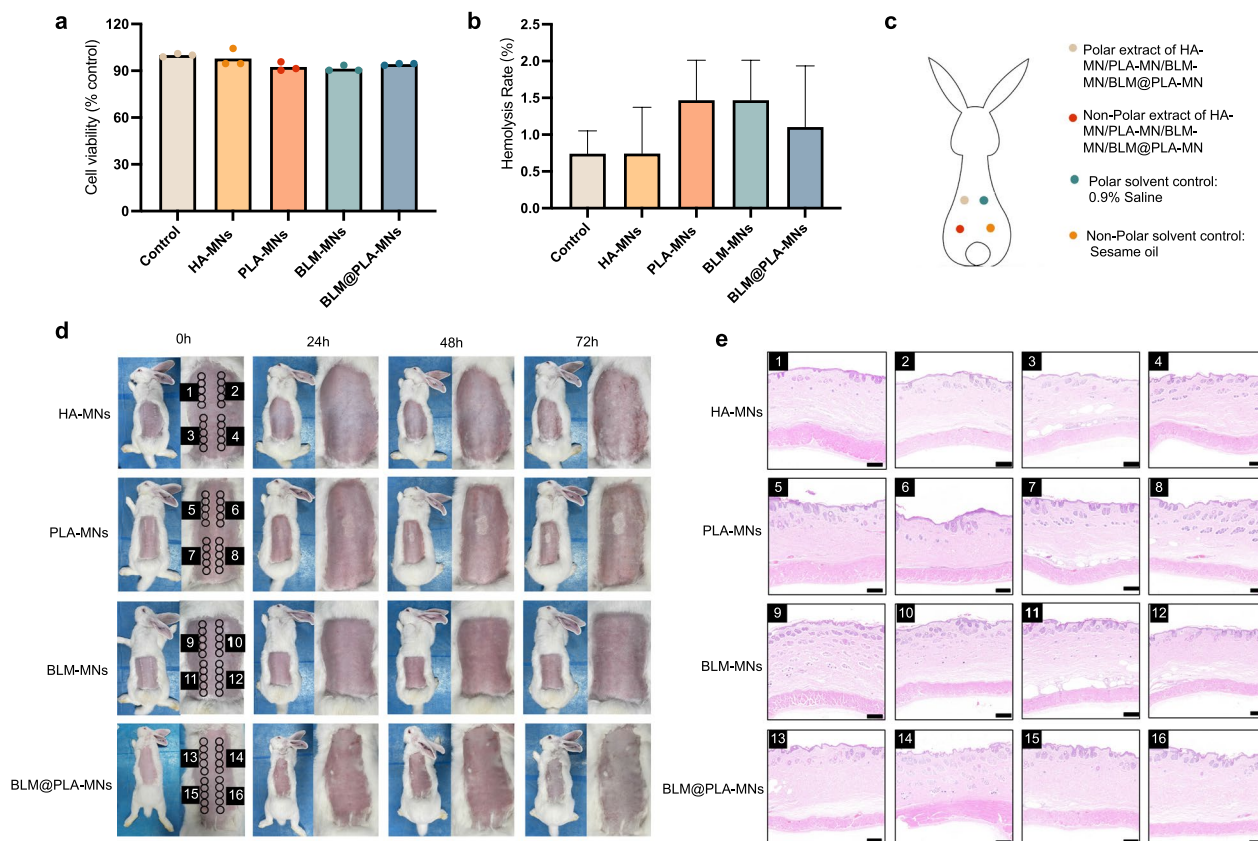 a
Cell viability (% control)
120
90
60
30
0
Control
HA-MNs
PLA-MNs
BLM-MNs
BLM@PLA-MNs
b
Hemolysis Rate (%)
2.5
2.0
1.5
1.0
0.5
0.0
Control
HA-MNs
PLA-MNs
BLM-MNs
BLM@PLA-MNs
c
Polar extract of HA-
MN/PLA-MN/BLM-
MN/BLM@PLA-MN
Non-Polar extract of HA-
MN/PLA-MN/BLM-
MN/BLM@PLA-MN
Polar solvent control:
0.9% Saline
Non-Polar solvent control:
Sesame oil
d
0h
24h
48h
72h
HA-MNs
1
2
3
4
PLA-MNs
5
6
7
8
BLM-MNs
9
10
11
12
BLM@PLA-MNs
13
14
15
16
e
HA-MNs
1
2
3
4
PLA-MNs
5
6
7
8
BLM-MNs
9
10
11
12
BLM@PLA-MNs
13
14
15
16